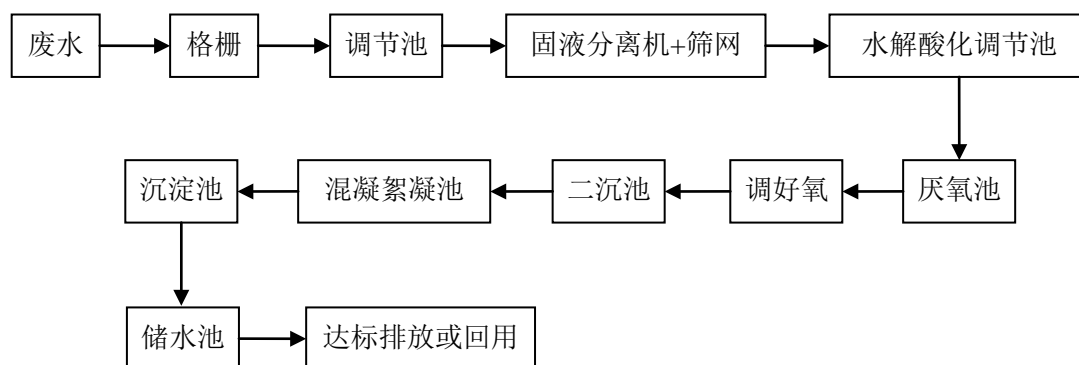 废水
格栅
调节池
固液分离机+筛网
水解酸化调节池
厌氧池
调好氧
二沉池
混凝絮凝池
沉淀池
储水池
达标排放或回用